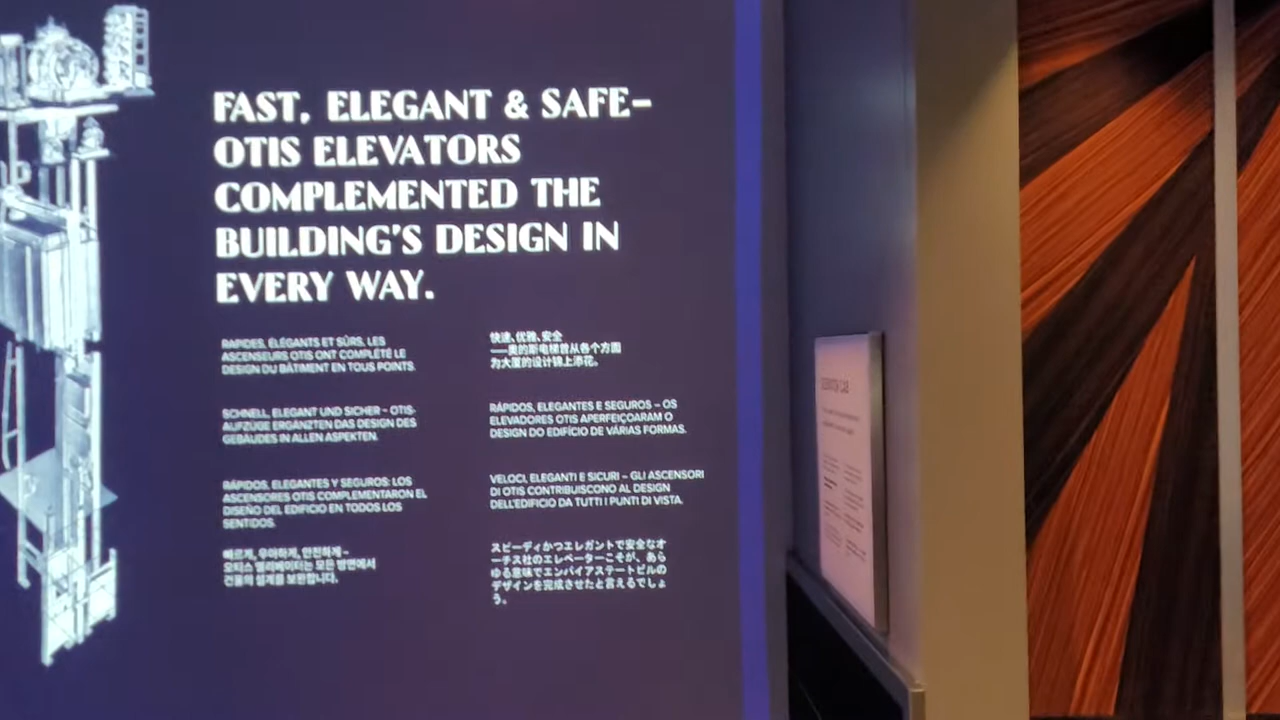 FAST, ELEGANT & SAFE–
OTIS ELEVATORS
COMPLEMENTED THE
BUILDING'S DESIGN IN
EVERY WAY.
RAPIDES, ÉLÉGANTS ET SÛRS, LES
ASCENSEURS OTIS ONT COMPLÉTÉ LE
DESIGN DU BÂTIMENT EN TOUS POINTS.
SCHNELL, ELEGANT UND SICHER – OTIS-
AUFZÜGE ERGÄNZTEN DAS DESIGN DES
GEBÄUDES IN ALLEN ASPEKTEN.
RÁPIDOS, ELEGANTES Y SEGUROS: LOS
ASCENSORES OTIS COMPLEMENTARON EL
DISEÑO DEL EDIFICIO EN TODOS LOS
SENTIDOS.
빠르게, 우아하게, 안전하게 –
오티스 엘리베이터는 모든 방면에서
건물의 설계를 보완합니다.
快速、优雅、安全
——奥的斯电梯曾从各个方面
为大厦的设计锦上添花。
RÁPIDOS, ELEGANTES E SEGUROS – OS
ELEVADORES OTIS APERFEIÇOARAM O
DESIGN DO EDIFÍCIO DE VÁRIAS FORMAS.
VELOCI, ELEGANTI E SICURI – GLI ASCENSORI
DI OTIS CONTRIBUISCONO AL DESIGN
DELL'EDIFICIO DA TUTTI I PUNTI DI VISTA.
スピーディかつエレガントで安全なオ
ーチス社のエレベーターこそが、あら
ゆる意味でエンパイアステートビルの
デザインを完成させたと言えるでしょ
う。